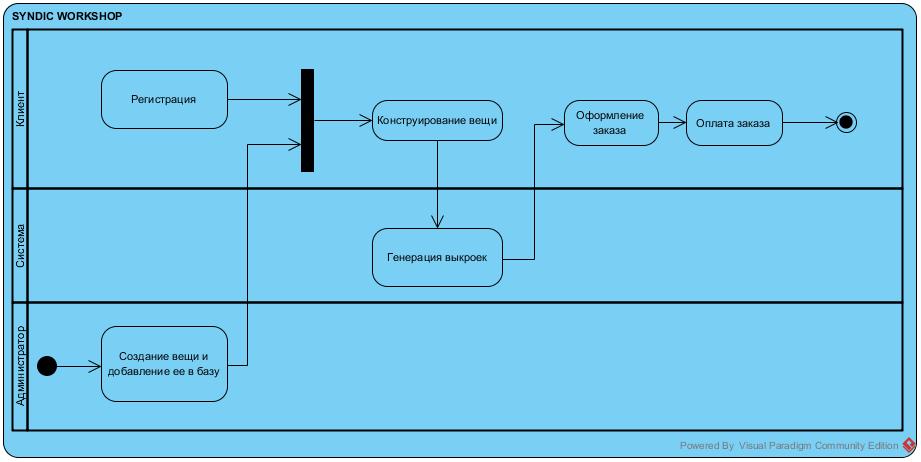 SYNDIC WORKSHOP
Клиент
Регистрация
Конструирование вещи
Оформление
заказа
Оплата заказа
Система
Генерация выкроек
Администратор
Создание вещи и
добавление ее в базу
Powered By Visual Paradigm Community Edition